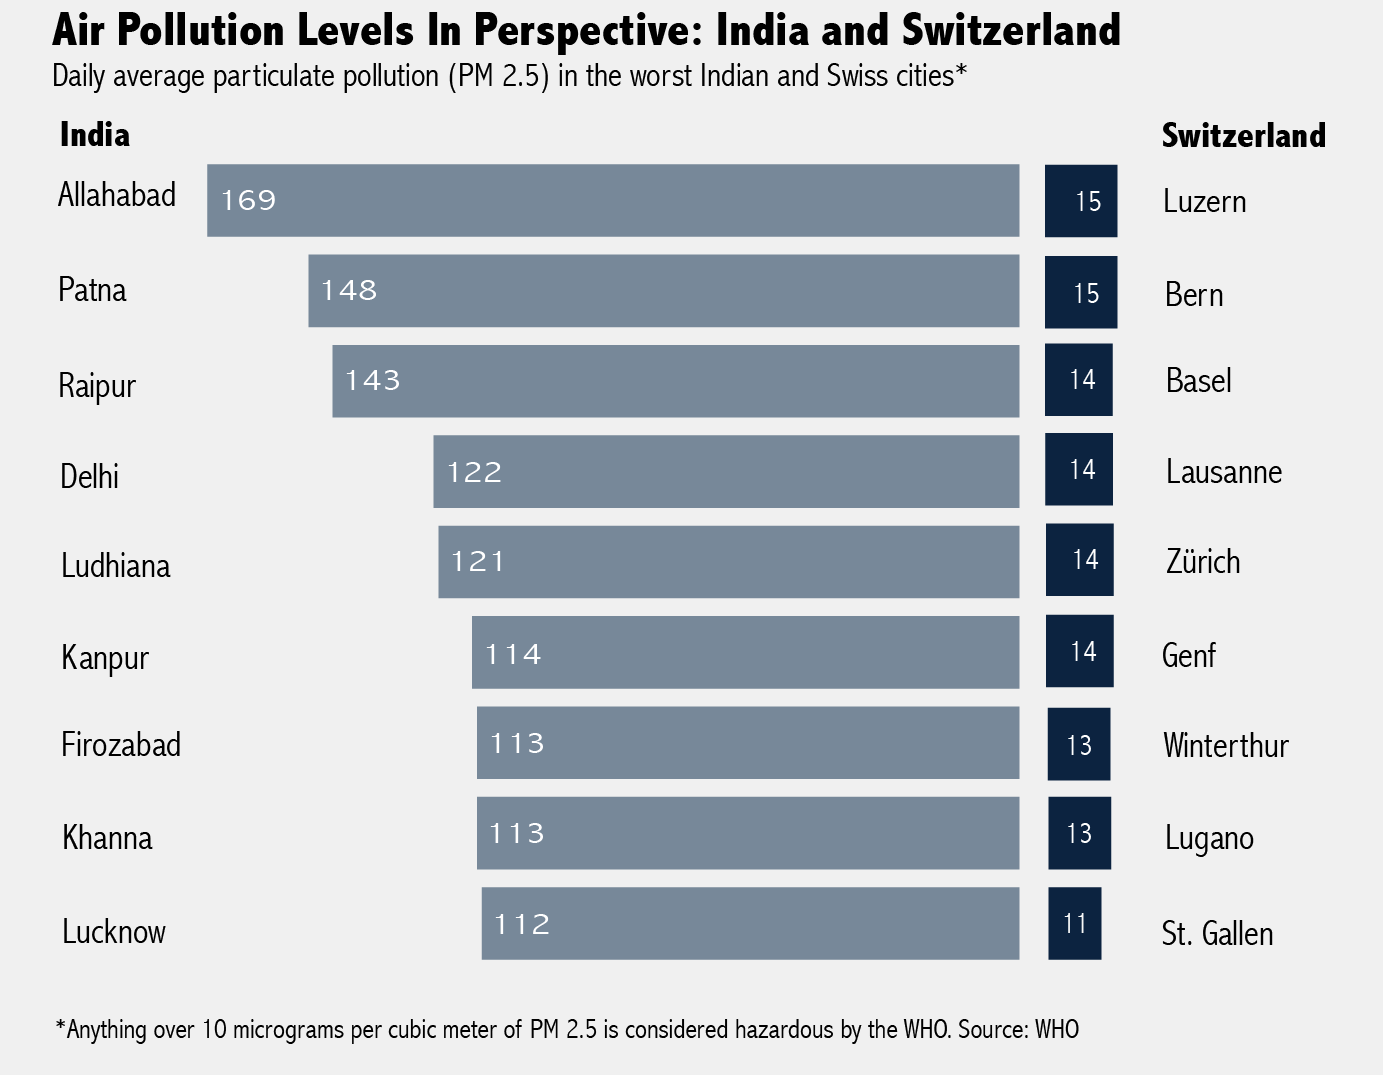 Air Pollution Levels In Perspective: India and Switzerland
Daily average particulate pollution (PM 2.5) in the worst Indian and Swiss cities*
India Switzerland
Allahabad 169 15 Luzern
Patna 148 15 Bern
Raipur 143 14 Basel
Delhi 122 14 Lausanne
Ludhiana 121 14 Zürich
Kanpur 114 14 Genf
Firozabad 113 13 Winterthur
Khanna 113 13 Lugano
Lucknow 112 11 St. Gallen
*Anything over 10 micrograms per cubic meter of PM 2.5 is considered hazardous by the WHO. Source: WHO